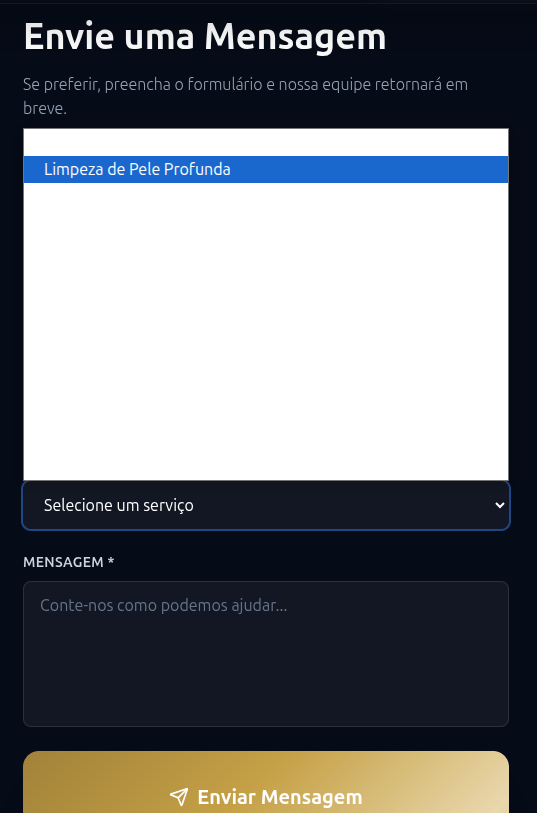 Envie uma Mensagem
Se preferir, preencha o formulário e nossa equipe retornará em
breve.
Limpeza de Pele Profunda
Selecione um serviço
MENSAGEM *
Conte-nos como podemos ajudar...
Enviar Mensagem